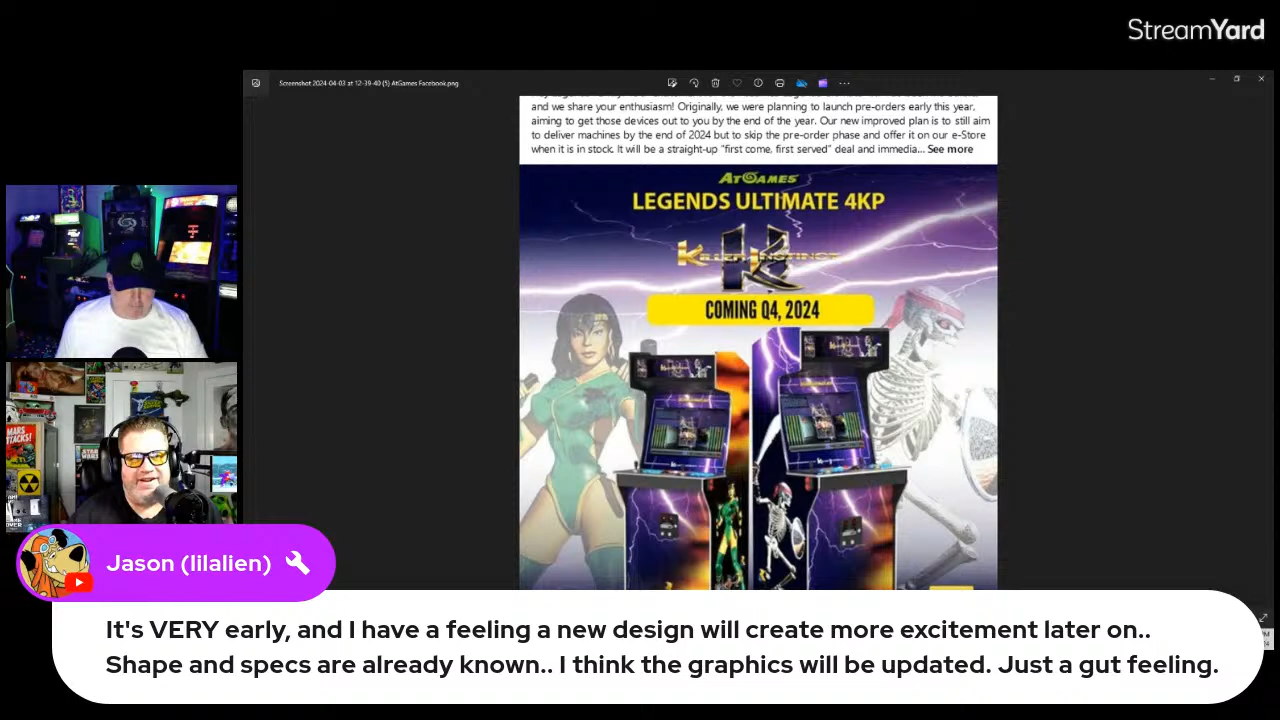 StreamYard
Screenshot 2024-04-03 at 12-39-40 (5) AtGames Facebook.png
and we share your enthusiasm! Originally, we were planning to launch pre-orders early this year,
aiming to get those devices out to you by the end of the year. Our new improved plan is to still aim
to deliver machines by the end of 2024 but to skip the pre-order phase and offer it on our e-Store
when it is in stock. It will be a straight-up "first come, first served" deal and immedia... See more
ATGAMES
LEGENDS ULTIMATE 4KP
KILLER INSTINCT
COMING Q4, 2024
MARS
ATTACKS!
STAR
WARS
Jason (lilalien)
It's VERY early, and I have a feeling a new design will create more excitement later on..
Shape and specs are already known.. I think the graphics will be updated. Just a gut feeling.